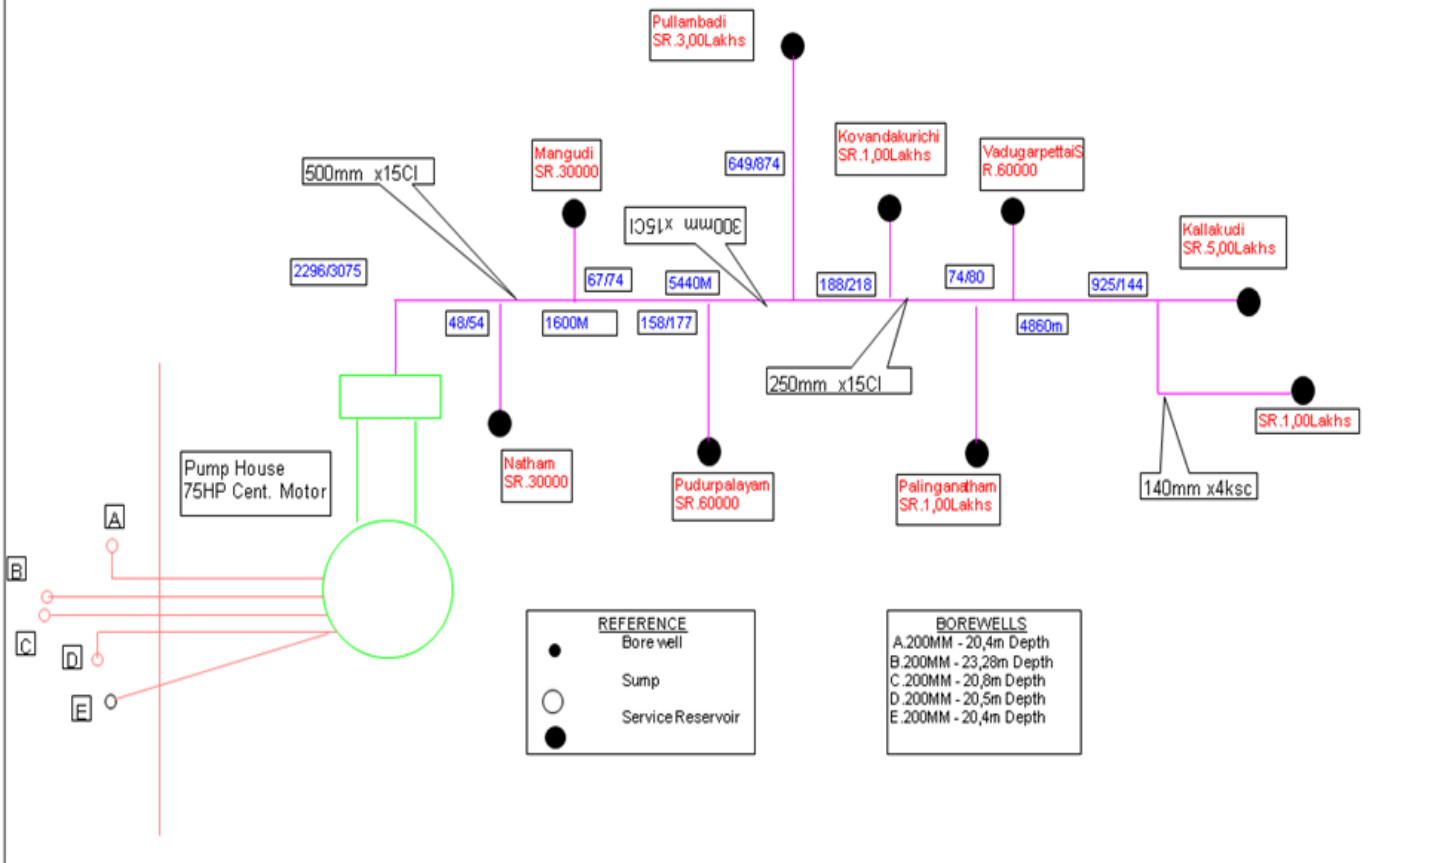 Pullambadi
SR.3,00Lakhs
Kovandakurichi
SR.1,00Lakhs
Mangudi
SR.30000
VadugarpettaiS
R.60000
649/874
500mm x15CI
300mm x15CI
Kallakudi
SR.5,00Lakhs
2296/3075
67/74
5440M
188/218
74/80
925/144
48/54
1600M
158/177
4860m
250mm x15CI
SR.1,00Lakhs
Pump House
75HP Cent. Motor
Natham
SR.30000
Pudurpalayam
SR.60000
Palinganatham
SR.1,00Lakhs
140mm x4ksc
A
B
C
D
E
REFERENCE
Bore well
Sump
Service Reservoir
BOREWELLS
A.200MM - 20,4m Depth
B.200MM - 23,28m Depth
C.200MM - 20,8m Depth
D.200MM - 20,5m Depth
E.200MM - 20,4m Depth